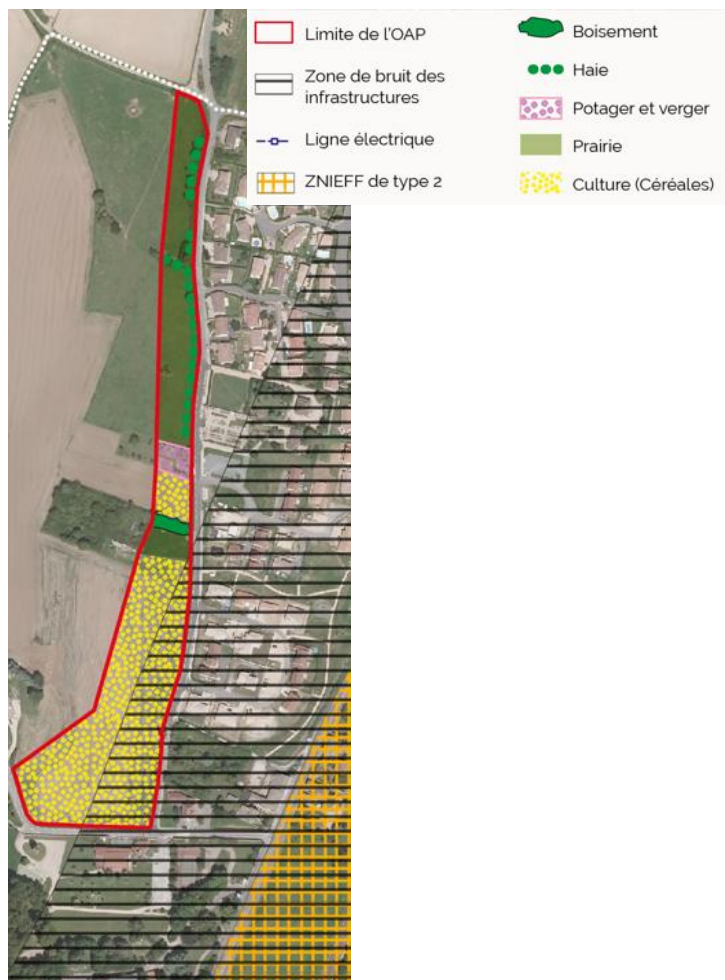 Limite de l'OAP
Zone de bruit des
infrastructures
Ligne électrique
ZNIEFF de type 2
Boisement
Haie
Potager et verger
Prairie
Culture (Céréales)